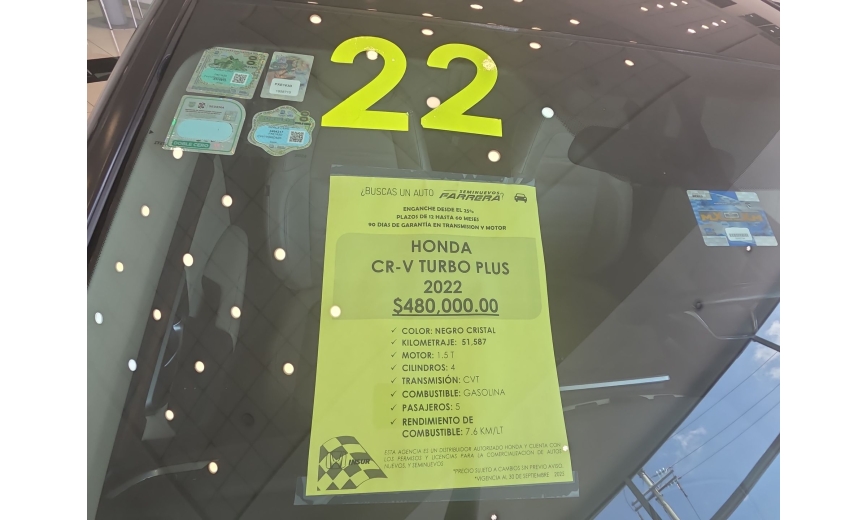 22
¿BUSCAS UN AUTO SEMINUEVOS FARRERA!
ENGANCHE DESDE EL 25%
PLAZOS DE 12 HASTA 60 MESES
90 DIAS DE GARANTÍA EN TRANSMISION Y MOTOR
HONDA
CR-V TURBO PLUS
2022
$480,000.00
✓ COLOR: NEGRO CRISTAL
✓ KILOMETRAJE: 51,587
✓ MOTOR: 1.5 T
✓ CILINDROS: 4
✓ TRANSMISIÓN: CVT
✓ COMBUSTIBLE: GASOLINA
✓ PASAJEROS: 5
✓ RENDIMIENTO DE
COMBUSTIBLE: 7.6 KM/LT
INSUR
ESTA AGENCIA ES UN DISTRIBUIDOR AUTORIZADO HONDA Y CUENTA CON
LOS PERMISOS Y LICENCIAS PARA LA COMERCIALIZACION DE AUTOS
NUEVOS Y SEMINUEVOS
*PRECIO SUJETO A CAMBIOS SIN PREVIO AVISO.
*VIGENCIA AL 30 DE SEPTIEMBRE